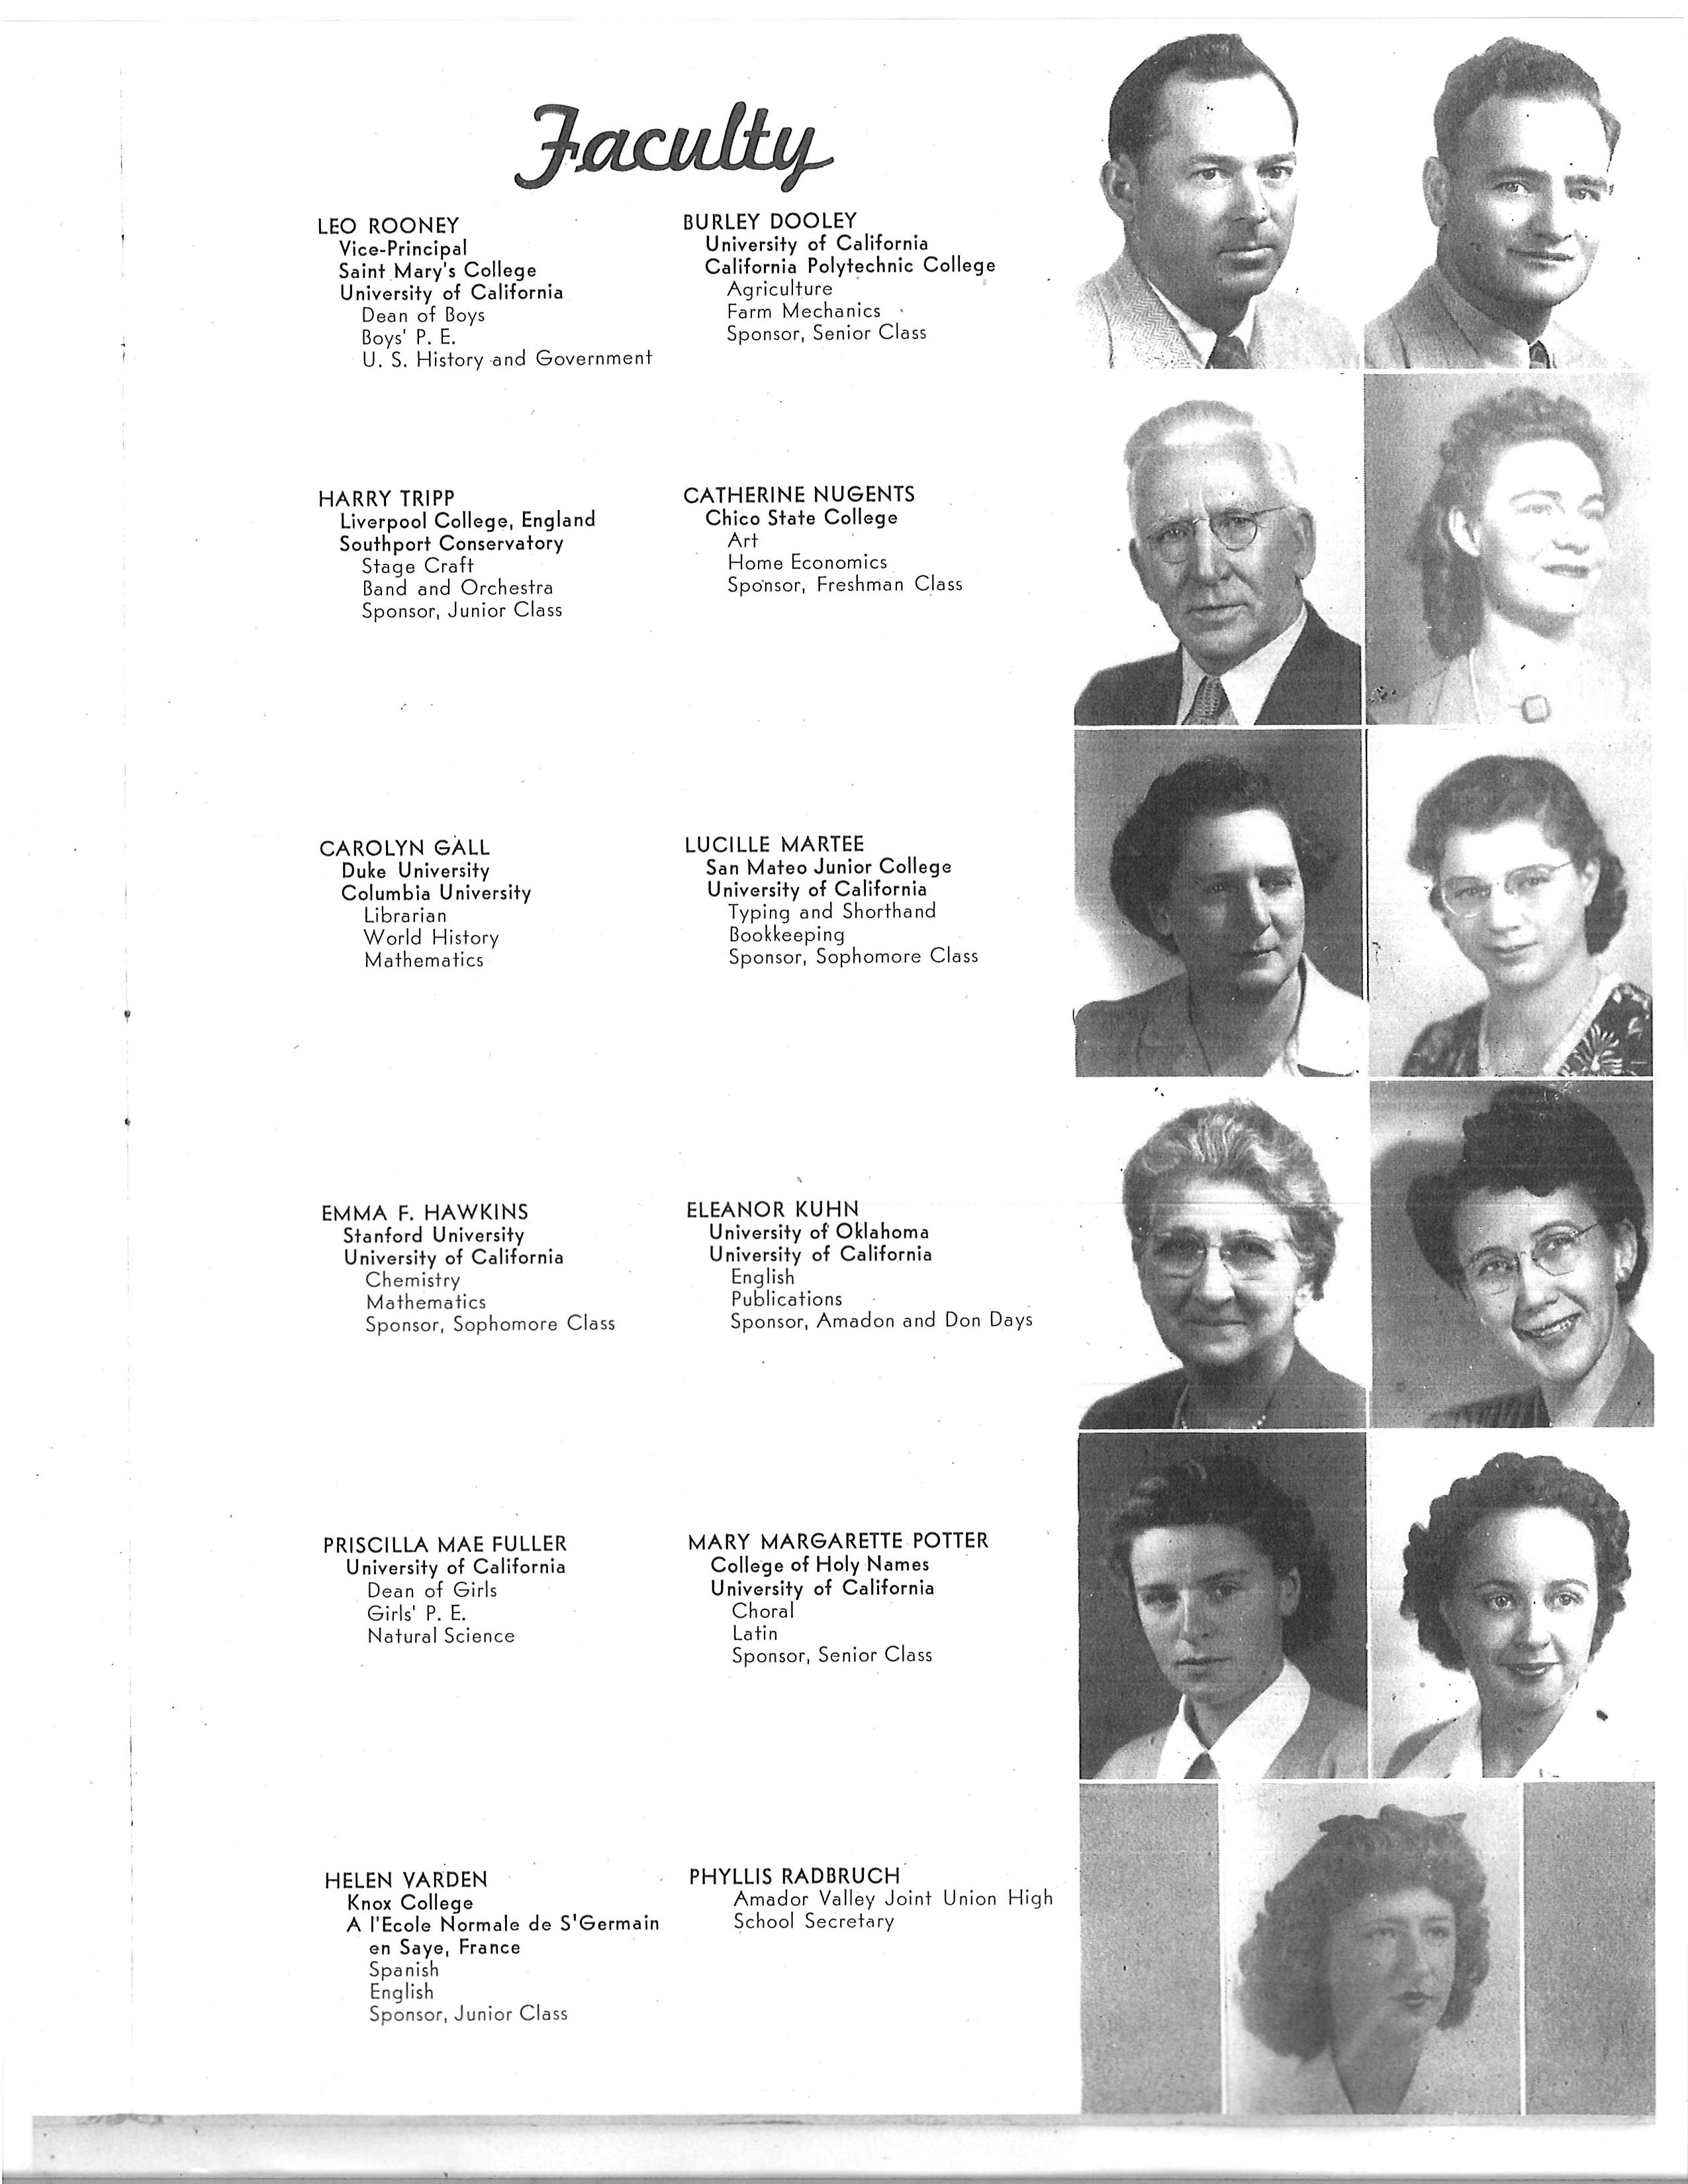 Faculty
LEO ROONEY
Vice-Principal
Saint Mary's College
University of California
Dean of Boys
Boys' P. E.
U. S. History and Government
BURLEY DOOLEY
University of California
California Polytechnic College
Agriculture
Farm Mechanics
Sponsor, Senior Class
HARRY TRIPP
Liverpool College, England
Southport Conservatory
Stage Craft
Band and Orchestra
Sponsor, Junior Class
CATHERINE NUGENTS
Chico State College
Art
Home Economics
Sponsor, Freshman Class
CAROLYN GALL
Duke University
Columbia University
Librarian
World History
Mathematics
LUCILLE MARTEE
San Mateo Junior College
University of California
Typing and Shorthand
Bookkeeping
Sponsor, Sophomore Class
EMMA F. HAWKINS
Stanford University
University of California
Chemistry
Mathematics
Sponsor, Sophomore Class
ELEANOR KUHN
University of Oklahoma
University of California
English
Publications
Sponsor, Amadon and Don Days
PRISCILLA MAE FULLER
University of California
Dean of Girls
Girls' P. E.
Natural Science
MARY MARGARETTE POTTER
College of Holy Names
University of California
Choral
Latin
Sponsor, Senior Class
HELEN VARDEN
Knox College
A l'Ecole Normale de S'Germain
en Saye, France
Spanish
English
Sponsor, Junior Class
PHYLLIS RADBRUCH
Amador Valley Joint Union High
School Secretary